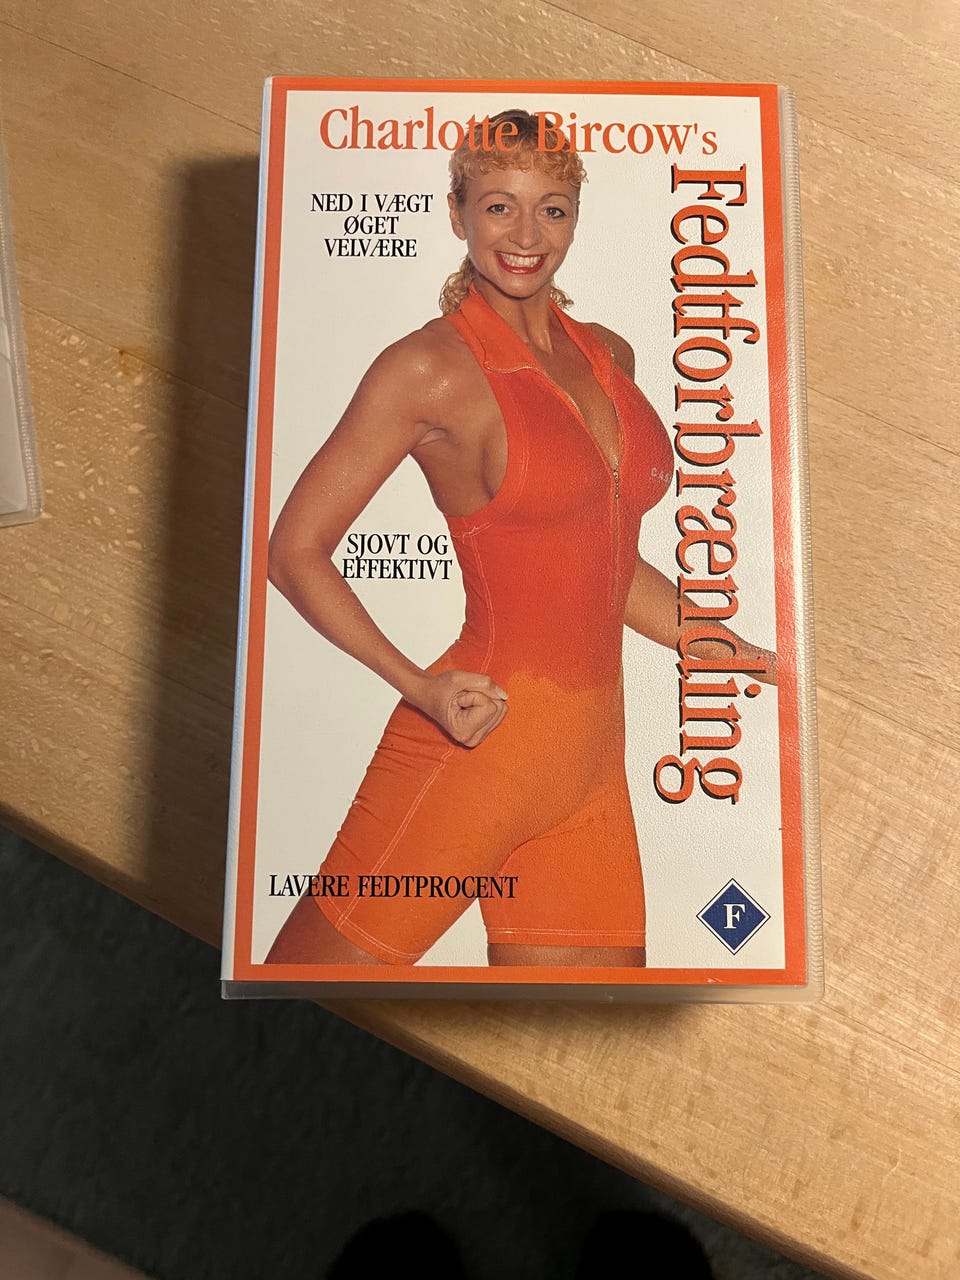 Charlotte Bircow's
Fedtforbrænding
NED I VÆGT
ØGET
VELVÆRE
SJOVT OG
EFFEKTIVT
LAVERE FEDTPROCENT
F